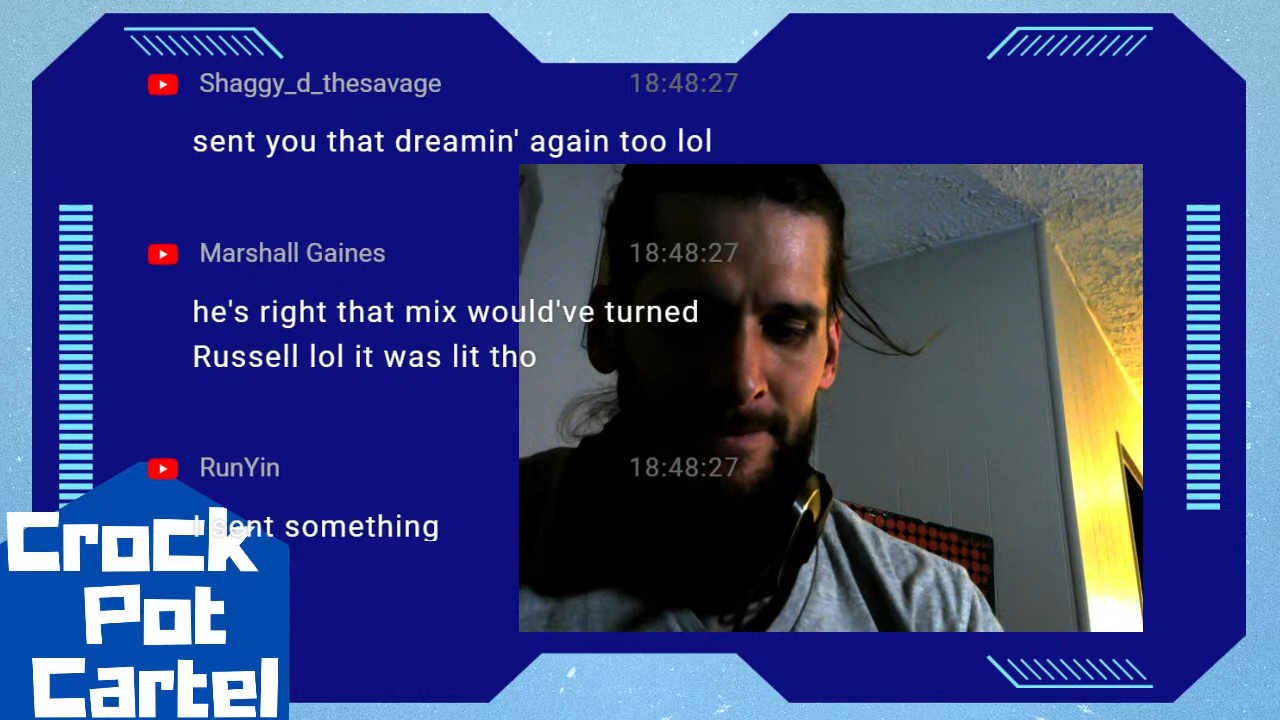 Shaggy_d_thesavage 18:48:27
sent you that dreamin' again too lol
Marshall Gaines 18:48:27
he's right that mix would've turned
Russell lol it was lit tho
RunYin 18:48:27
I sent something
Crock
Pot
Cartel